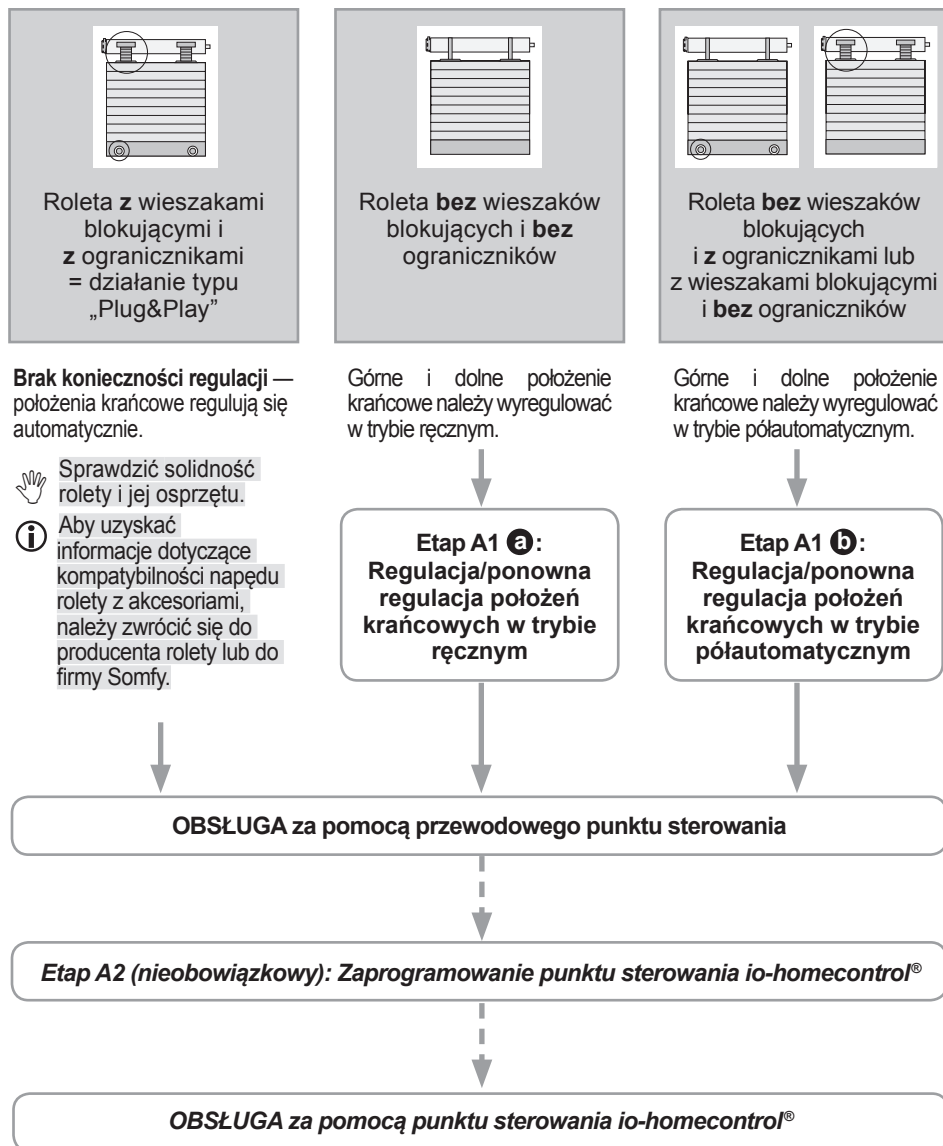 Roleta z wieszakami
blokującymi i
z ogranicznikami
= działanie typu
„Plug&Play”
Roleta bez wieszaków
blokujących i bez
ograniczników
Roleta bez wieszaków
blokujących
i z ogranicznikami lub
z wieszakami blokującymi
i bez ograniczników
Brak konieczności regulacji —
położenia krańcowe regulują się
automatycznie.
Sprawdzić solidność
rolety i jej osprzętu.
Aby uzyskać
informacje dotyczące
kompatybilności napędu
rolety z akcesoriami,
należy zwrócić się do
producenta rolety lub do
firmy Somfy.
Górne i dolne położenie
krańcowe należy wyregulować
w trybie ręcznym.
Etap A1 a:
Regulacja/ponowna
regulacja położeń
krańcowych w trybie
ręcznym
Górne i dolne położenie
krańcowe należy wyregulować
w trybie półautomatycznym.
Etap A1 b:
Regulacja/ponowna
regulacja położeń
krańcowych w trybie
półautomatycznym
OBSŁUGA za pomocą przewodowego punktu sterowania
Etap A2 (nieobowiązkowy): Zaprogramowanie punktu sterowania io-homecontrol®
OBSŁUGA za pomocą punktu sterowania io-homecontrol®